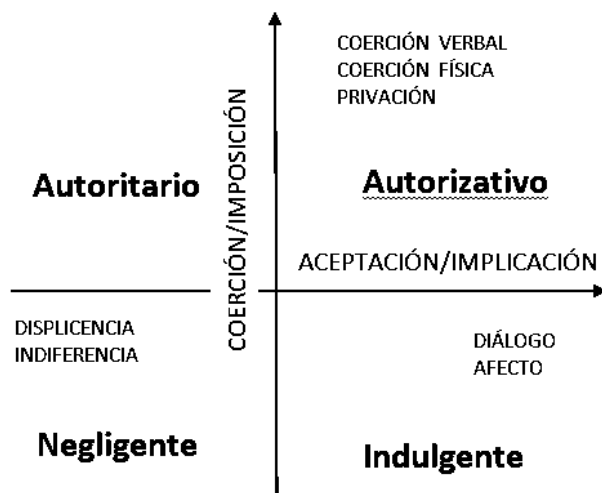 COERCIÓN VERBAL
COERCIÓN FÍSICA
PRIVACIÓN
COERCIÓN/IMPOSICIÓN
Autoritario
Autorizativo
ACEPTACIÓN/IMPLICACIÓN
DISPLICENCIA
INDIFERENCIA
DIÁLOGO
AFECTO
Negligente
Indulgente